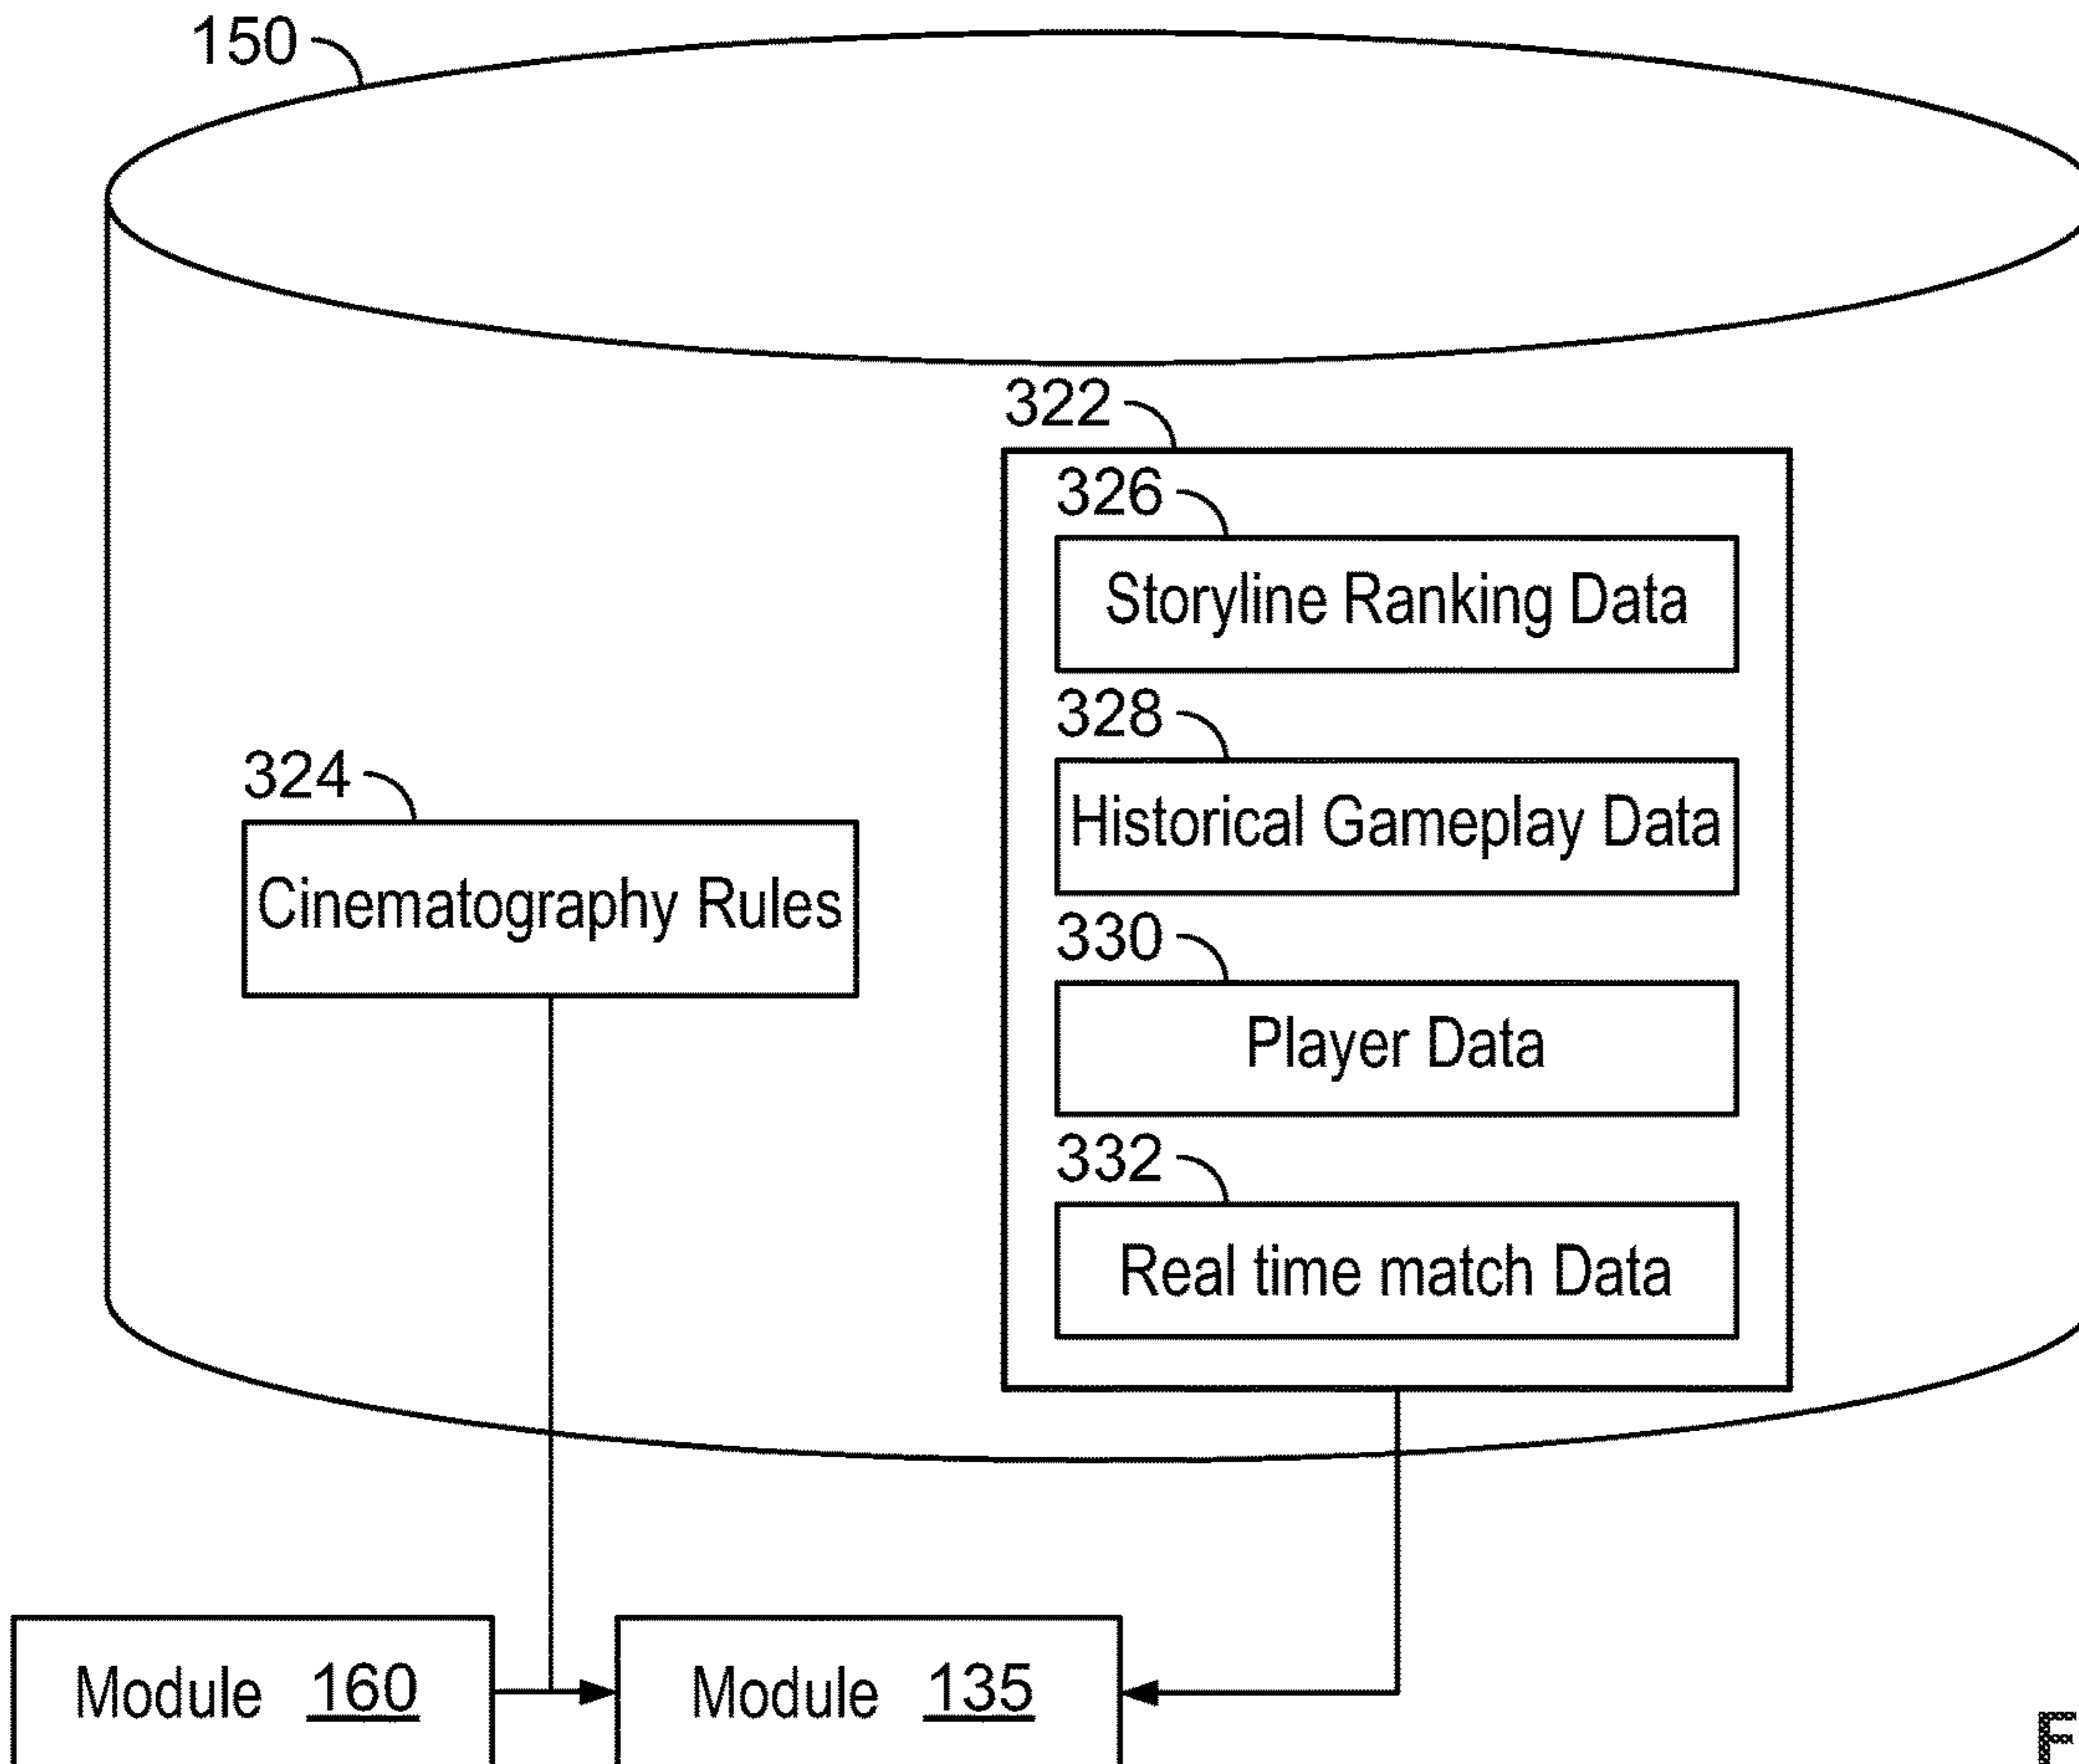 150
322
326
Storyline Ranking Data
328
Historical Gameplay Data
324
Cinematography Rules
330
Player Data
332
Real time match Data
Module 160
Module 135